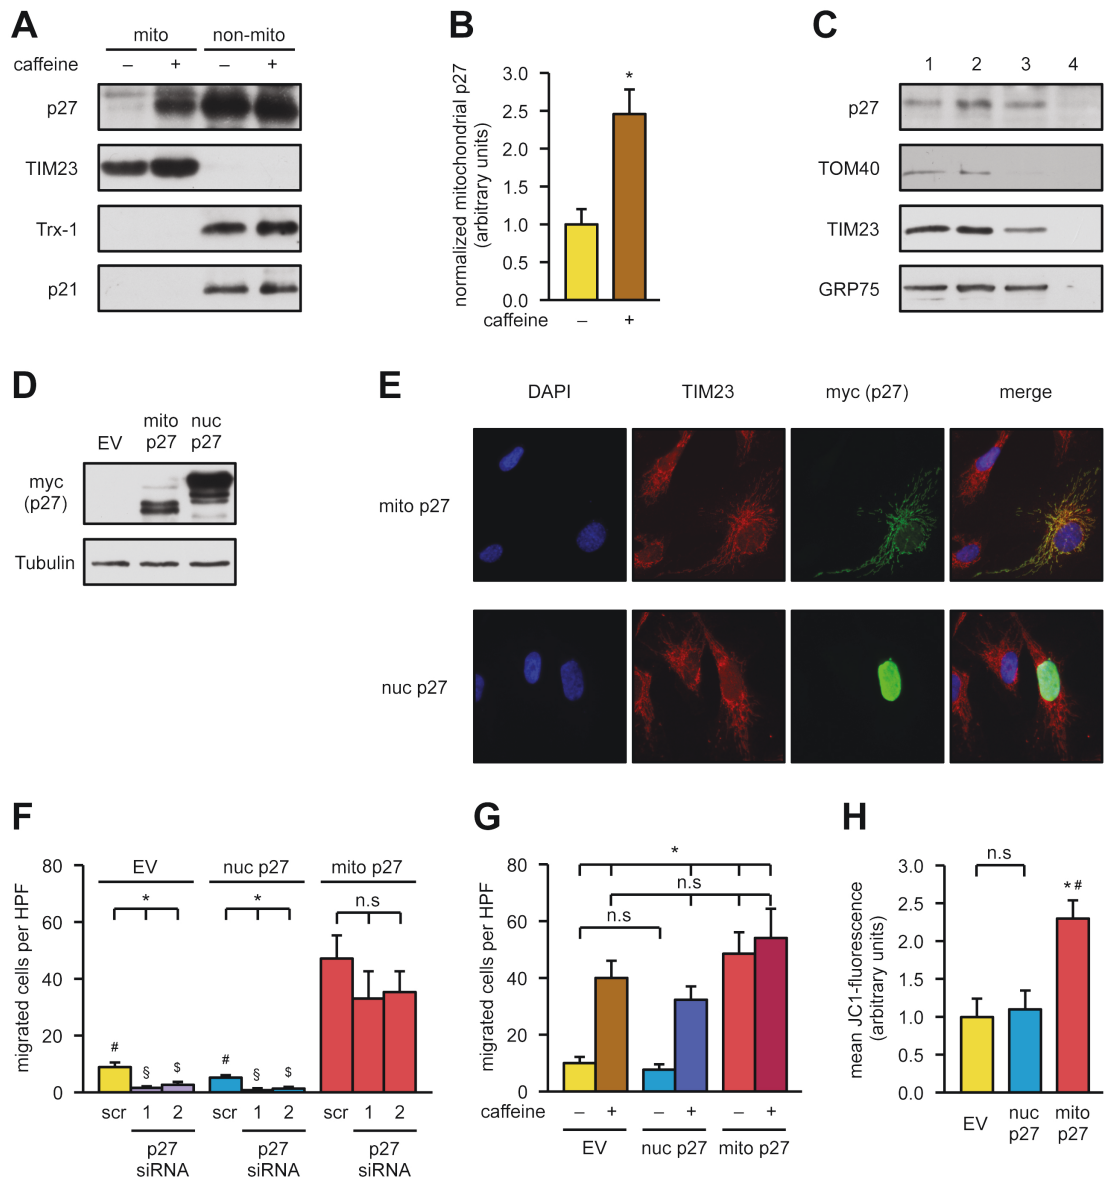 A
mito non-mito
caffeine – + – +
p27
TIM23
Trx-1
p21
B
normalized mitochondrial p27
(arbitrary units)
3.0
2.5
2.0
1.5
1.0
0.5
0.0
*
caffeine – +
C
1 2 3 4
p27
TOM40
TIM23
GRP75
D
EV mito p27 nuc p27
myc
(p27)
Tubulin
E
DAPI TIM23 myc (p27) merge
mito p27
nuc p27
F
migrated cells per HPF
80
60
40
20
0
EV nuc p27 mito p27
* * n.s
# § $ # § $
scr 1 2 scr 1 2 scr 1 2
p27 siRNA p27 siRNA p27 siRNA
G
migrated cells per HPF
80
60
40
20
0
*
n.s
n.s
caffeine – + – + – +
EV nuc p27 mito p27
H
mean JC1-fluorescence
(arbitrary units)
3.0
2.5
2.0
1.5
1.0
0.5
0.0
n.s
*#
EV nuc p27 mito p27